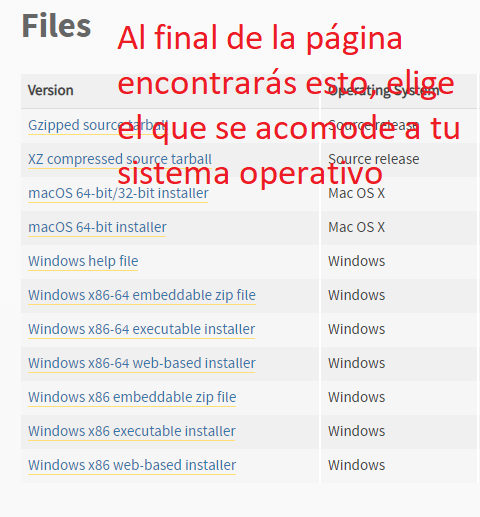 Files
Al final de la página
encontrarás esto, elige
el que se acomode a tu
sistema operativo
Version Operating System
Gzipped source tarball Source release
XZ compressed source tarball Source release
macOS 64-bit/32-bit installer Mac OS X
macOS 64-bit installer Mac OS X
Windows help file Windows
Windows x86-64 embeddable zip file Windows
Windows x86-64 executable installer Windows
Windows x86-64 web-based installer Windows
Windows x86 embeddable zip file Windows
Windows x86 executable installer Windows
Windows x86 web-based installer Windows